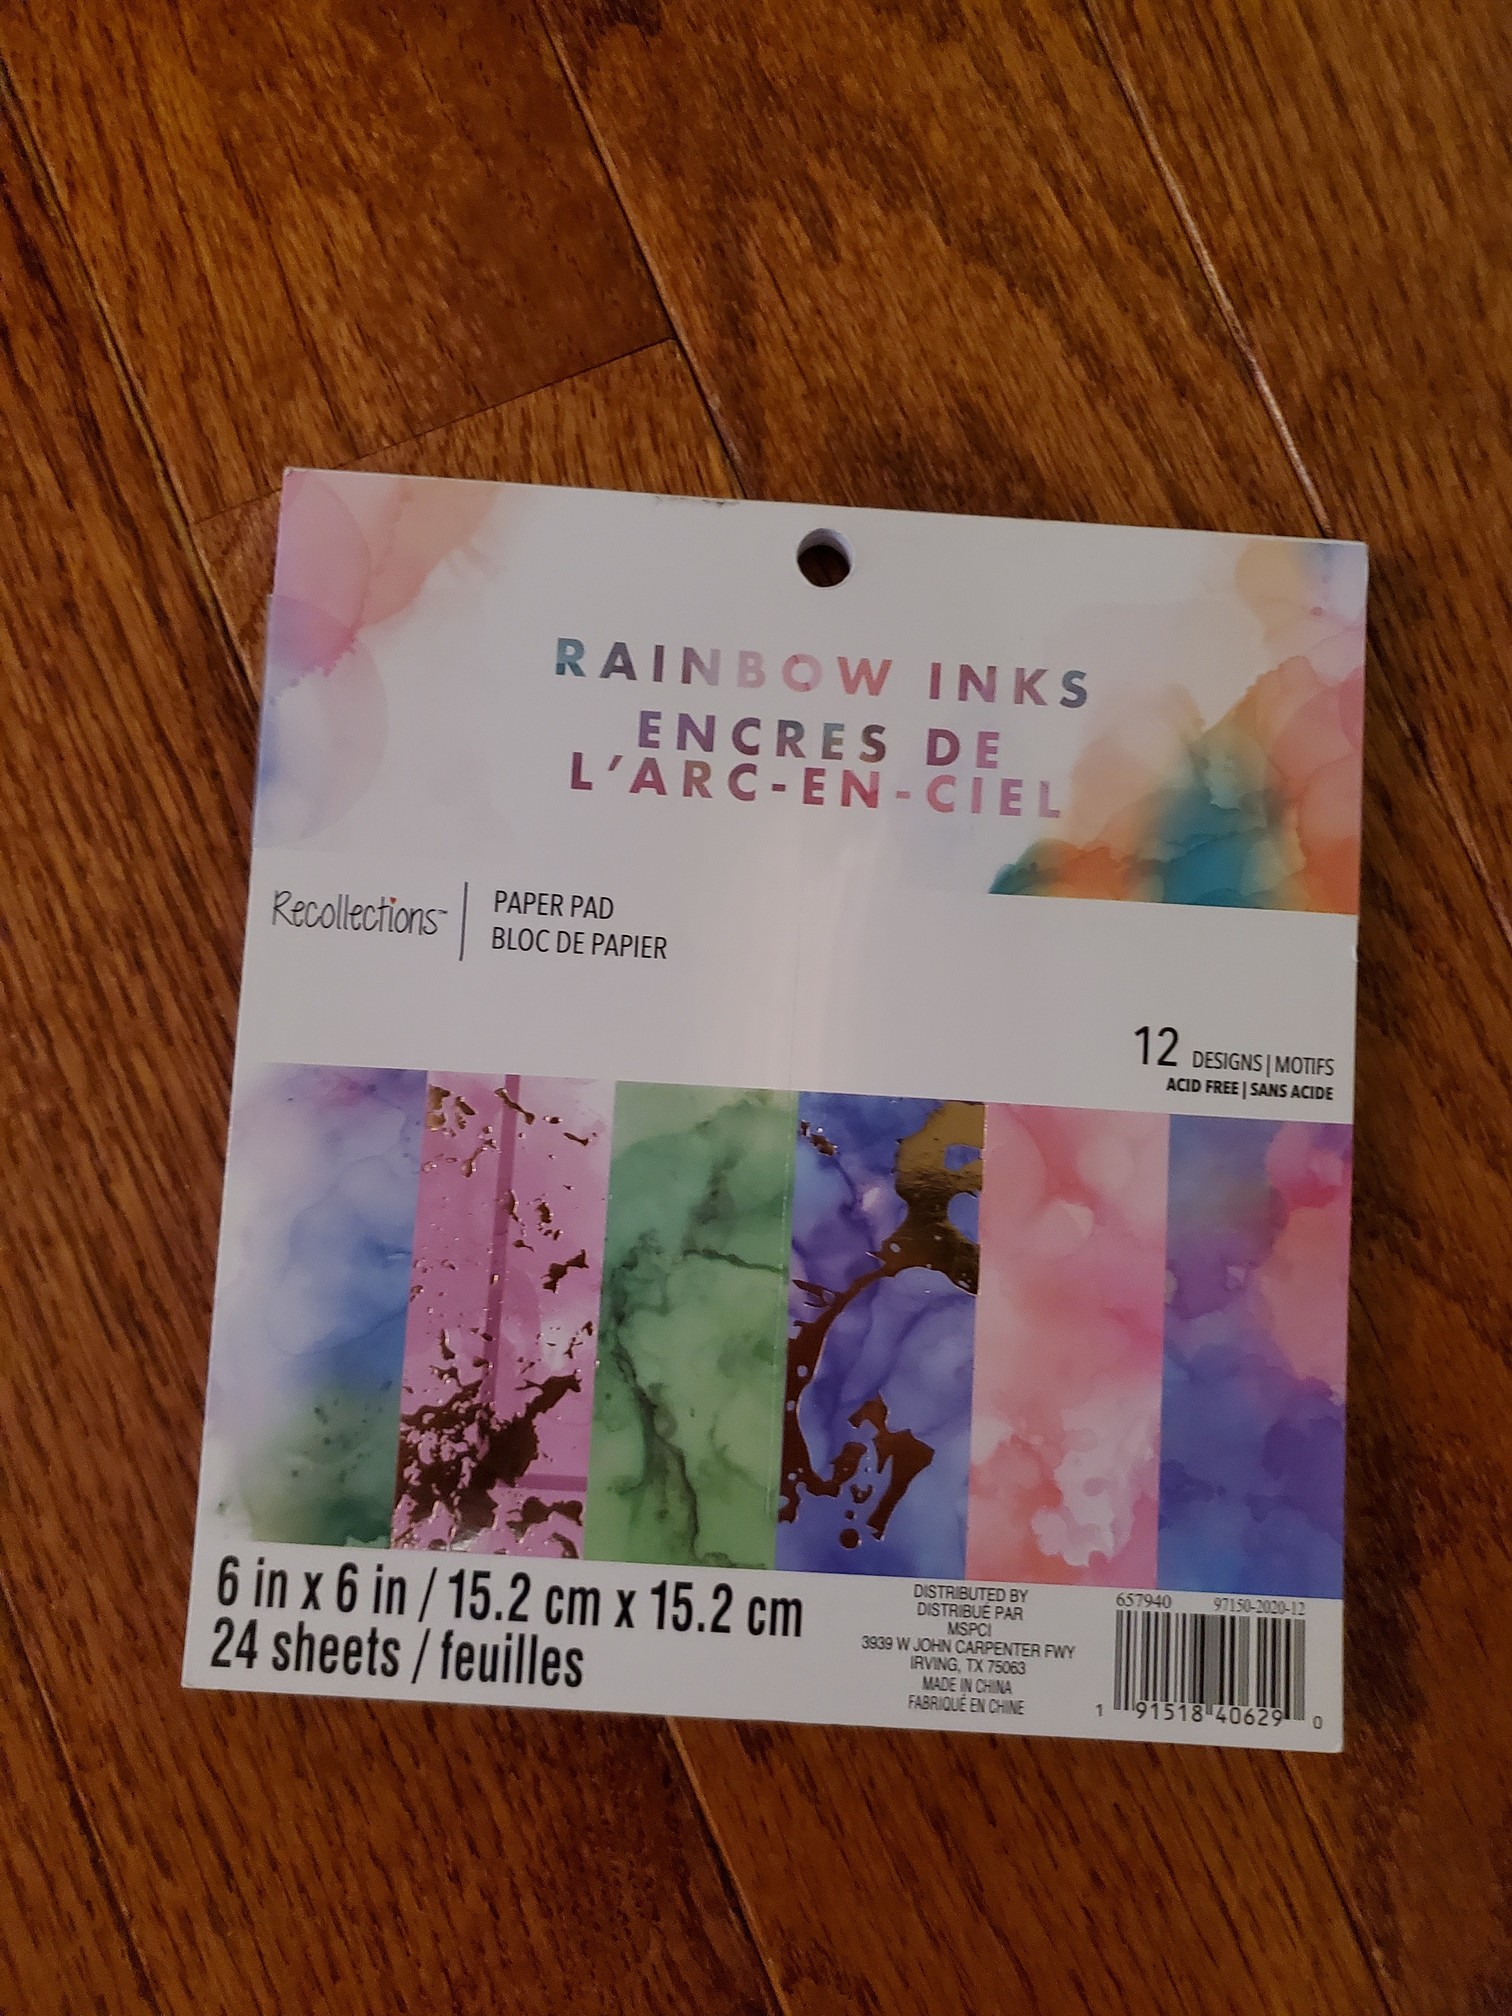 RAINBOW INKS
ENCRES DE
L'ARC-EN-CIEL
Recollections™
PAPER PAD
BLOC DE PAPIER
12 DESIGNS | MOTIFS
ACID FREE | SANS ACIDE
6 in x 6 in / 15.2 cm x 15.2 cm
24 sheets / feuilles
DISTRIBUTED BY
DISTRIBUÉ PAR
MSPCI
3939 W JOHN CARPENTER FWY
IRVING, TX 75063
MADE IN CHINA
FABRIQUÉ EN CHINE
657940 97150-2020-12
1 91518 40629 0